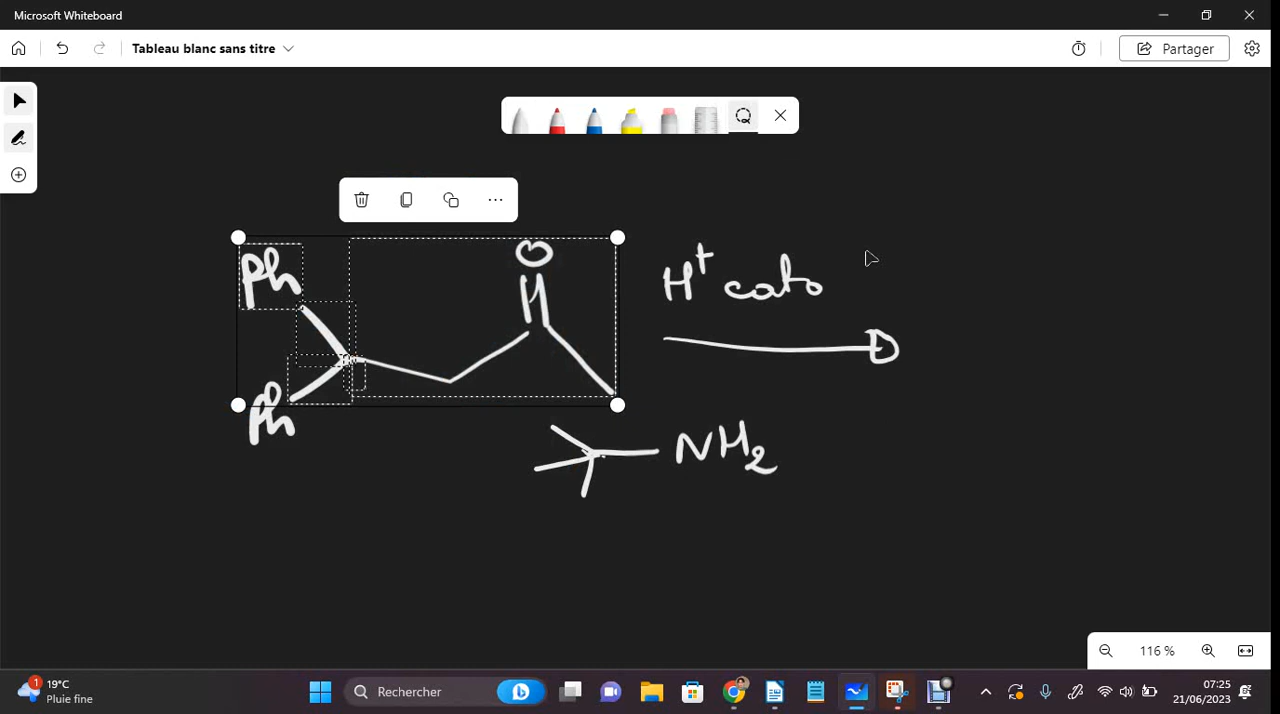 Microsoft Whiteboard
Tableau blanc sans titre
Partager
Ph
O
H⁺ cata
Ph
NH₂
116 %
1
19°C
Pluie fine
Rechercher
07:25
21/06/2023